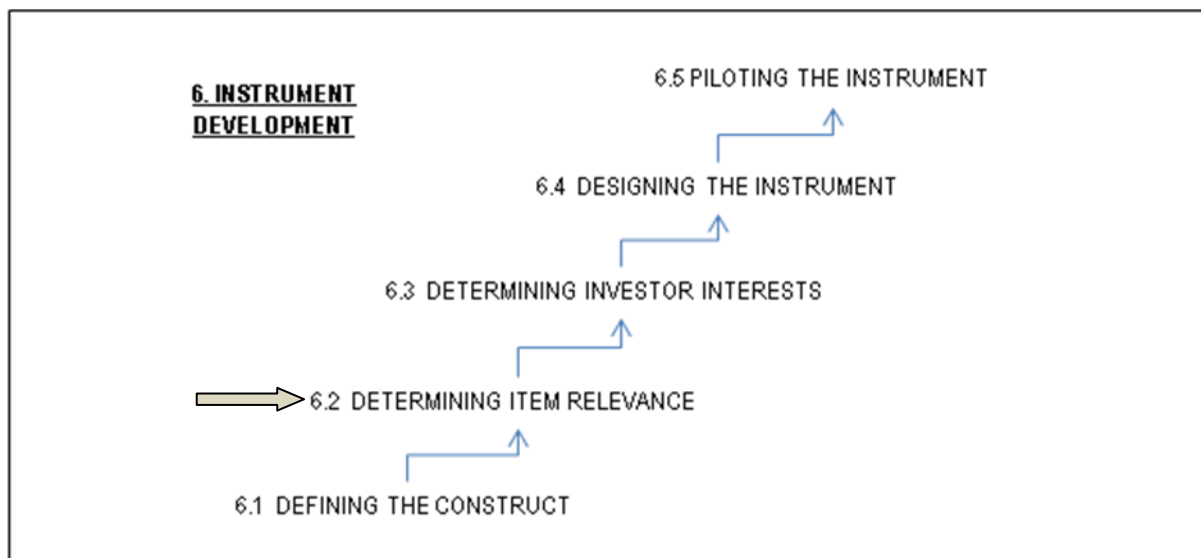 6. INSTRUMENT
DEVELOPMENT
6.5 PILOTING THE INSTRUMENT
6.4 DESIGNING THE INSTRUMENT
6.3 DETERMINING INVESTOR INTERESTS
6.2 DETERMINING ITEM RELEVANCE
6.1 DEFINING THE CONSTRUCT